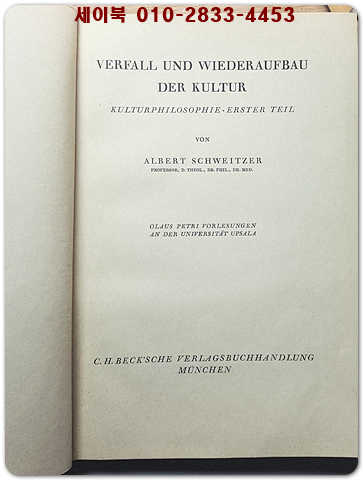 세이북 010-2833-4453
VERFALL UND WIEDERAUFBAU
DER KULTUR
KULTURPHILOSOPHIE · ERSTER TEIL
VON
ALBERT SCHWEITZER
PROFESSOR, D. THEOL., DR. PHIL., DR. MED.
OLAUS PETRI VORLESUNGEN
AN DER UNIVERSITÄT UPSALA
C. H. BECK'SCHE VERLAGSBUCHHANDLUNG
MÜNCHEN